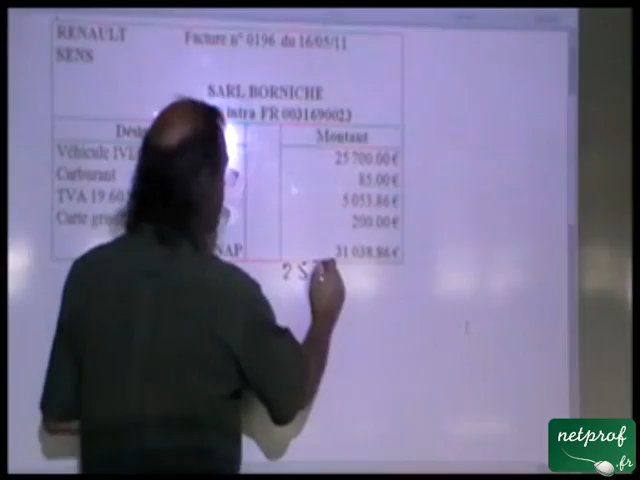 RENAULT Facture n° 0196 du 16/05/11
SENS
SARL BORNICHE
intra FR 0031690023
Montant
Véhicule 25 700.00 €
Carburant 85.00 €
TVA 19.60 5 053.86 €
Carte 200.00 €
NAP 31 038.86 €
netprof
.fr